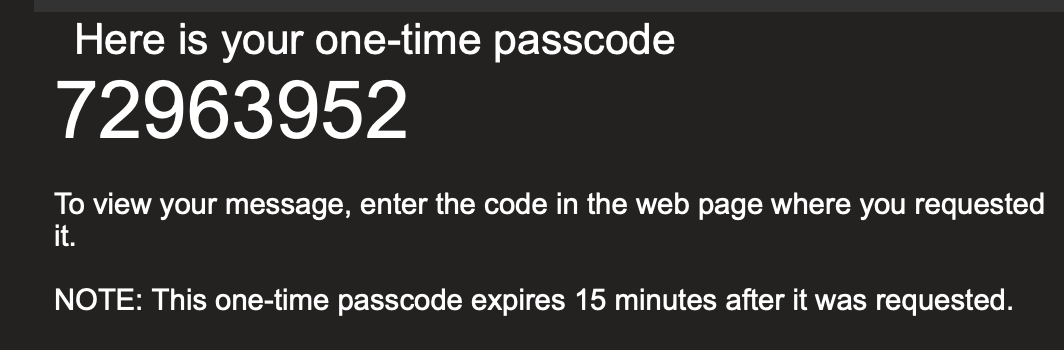 Here is your one-time passcode
72963952
To view your message, enter the code in the web page where you requested
it.
NOTE: This one-time passcode expires 15 minutes after it was requested.